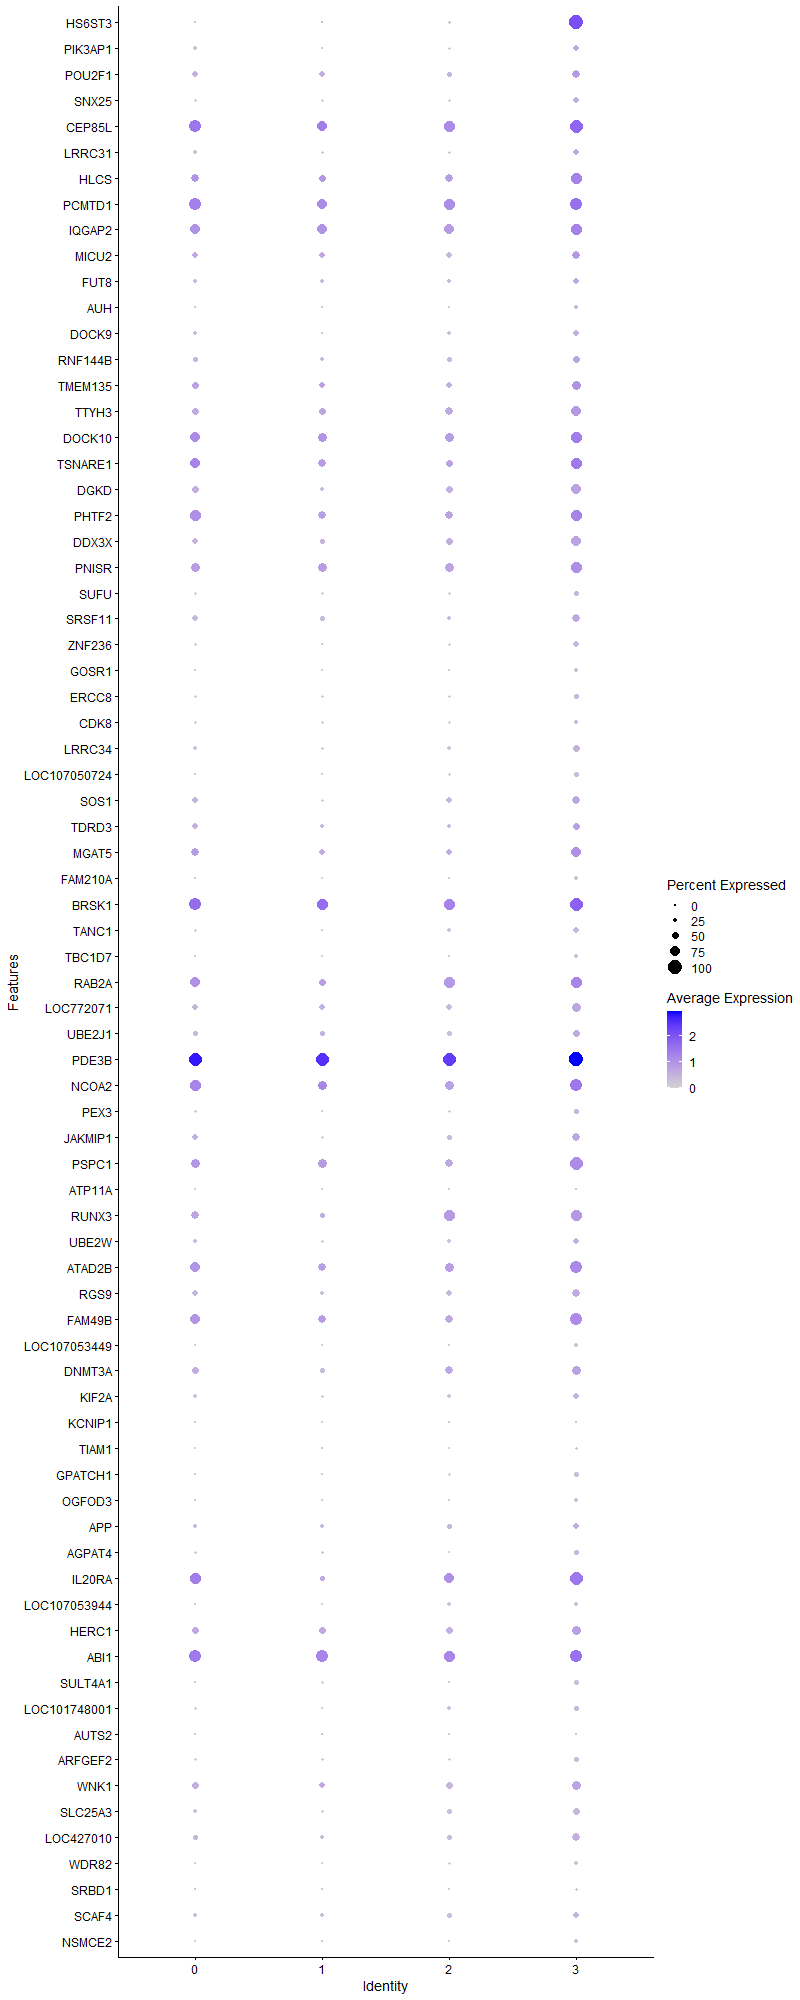 HS6ST3
PIK3AP1
POU2F1
SNX25
CEP85L
LRRC31
HLCS
PCMTD1
IQGAP2
MICU2
FUT8
AUH
DOCK9
RNF144B
TMEM135
TTYH3
DOCK10
TSNARE1
DGKD
PHTF2
DDX3X
PNISR
SUFU
SRSF11
ZNF236
GOSR1
ERCC8
CDK8
LRRC34
LOC107050724
SOS1
TDRD3
MGAT5
FAM210A
BRSK1
TANC1
TBC1D7
RAB2A
LOC772071
UBE2J1
PDE3B
NCOA2
PEX3
JAKMIP1
PSPC1
ATP11A
RUNX3
UBE2W
ATAD2B
RGS9
FAM49B
LOC107053449
DNMT3A
KIF2A
KCNIP1
TIAM1
GPATCH1
OGFOD3
APP
AGPAT4
IL20RA
LOC107053944
HERC1
ABI1
SULT4A1
LOC101748001
AUTS2
ARFGEF2
WNK1
SLC25A3
LOC427010
WDR82
SRBD1
SCAF4
NSMCE2
Features
0 1 2 3
Identity
Percent Expressed
0
25
50
75
100
Average Expression
2
1
0